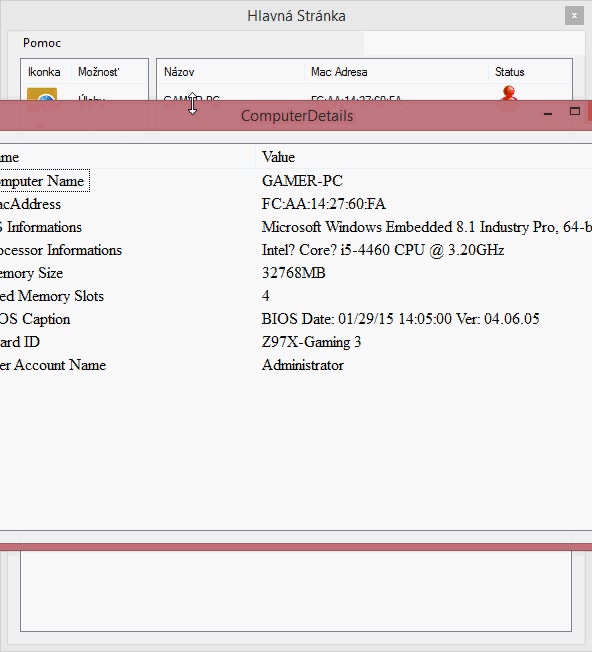 Hlavná Stránka
Pomoc
Ikonka Možnosť Názov Mac Adresa Status
Úlohy GAMER-PC FC:AA:14:27:60:FA
ComputerDetails
me Value
mputer Name GAMER-PC
acAddress FC:AA:14:27:60:FA
S Informations Microsoft Windows Embedded 8.1 Industry Pro, 64-b
ocessor Informations Intel? Core? i5-4460 CPU @ 3.20GHz
emory Size 32768MB
ed Memory Slots 4
OS Caption BIOS Date: 01/29/15 14:05:00 Ver: 04.06.05
ard ID Z97X-Gaming 3
er Account Name Administrator